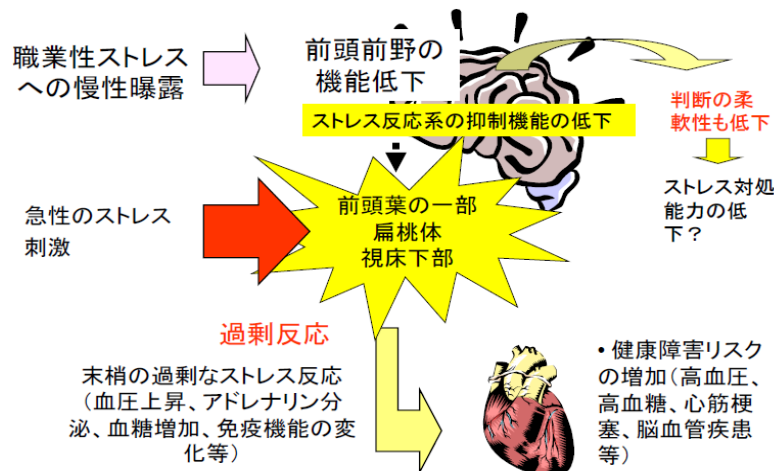 職業性ストレス
への慢性曝露
前頭前野の
機能低下
ストレス反応系の抑制機能の低下
判断の柔
軟性も低下
ストレス対処
能力の低
下？
急性のストレス
刺激
前頭葉の一部
扁桃体
視床下部
過剰反応
末梢の過剰なストレス反応
（血圧上昇、アドレナリン分
泌、血糖増加、免疫機能の変
化等）
• 健康障害リスク
の増加（高血圧、
高血糖、心筋梗
塞、脳血管疾患
等）